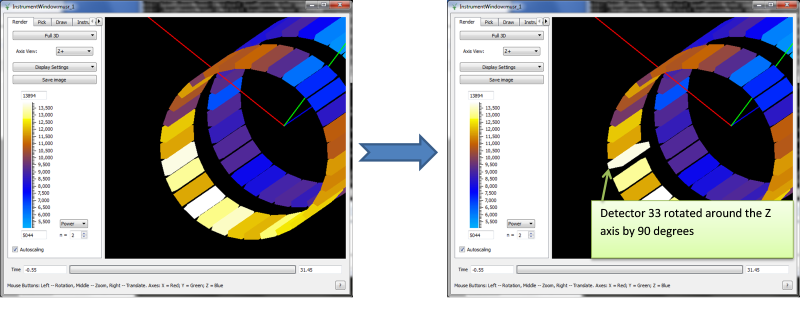 InstrumentWindow:musr_1
Render Pick Draw Instru
Full 3D
Axis View: Z+
Display Settings
Save image
13894
13,500
13,000
12,500
12,000
11,500
11,000
10,500
10,000
9,500
9,000
8,500
8,000
7,500
7,000
6,500
6,000
5,500
Power
5044
n = 2
Autoscaling
Time -0.55 31.45
Mouse Buttons: Left -- Rotation, Middle -- Zoom, Right -- Translate. Axes: X = Red; Y = Green; Z = Blue
?
InstrumentWindow:musr_1
Render Pick Draw Instru
Full 3D
Axis View: Z+
Display Settings
Save image
13894
13,500
13,000
12,500
12,000
11,500
11,000
10,500
10,000
9,500
9,000
8,500
8,000
7,500
7,000
6,500
6,000
5,500
Power
5044
n = 2
Autoscaling
Detector 33 rotated around the Z
axis by 90 degrees
Time -0.55 31.45
Mouse Buttons: Left -- Rotation, Middle -- Zoom, Right -- Translate. Axes: X = Red; Y = Green; Z = Blue
?